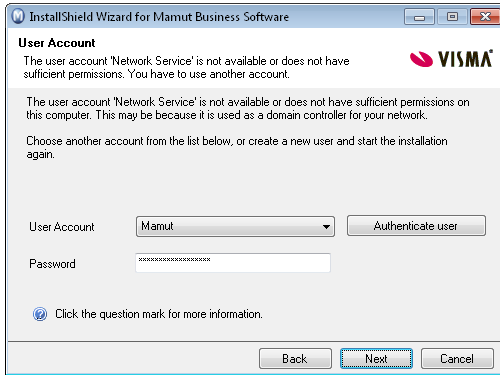 InstallShield Wizard for Mamut Business Software
User Account
The user account 'Network Service' is not available or does not have
sufficient permissions. You have to use another account.
VISMA
The user account 'Network Service' is not available or does not have sufficient permissions on
this computer. This may be because it is used as a domain controller for your network.
Choose another account from the list below, or create a new user and start the installation
again.
User Account
Mamut
Authenticate user
Password
xxxxxxxxxxxxxxxxxx
Click the question mark for more information.
Back
Next
Cancel